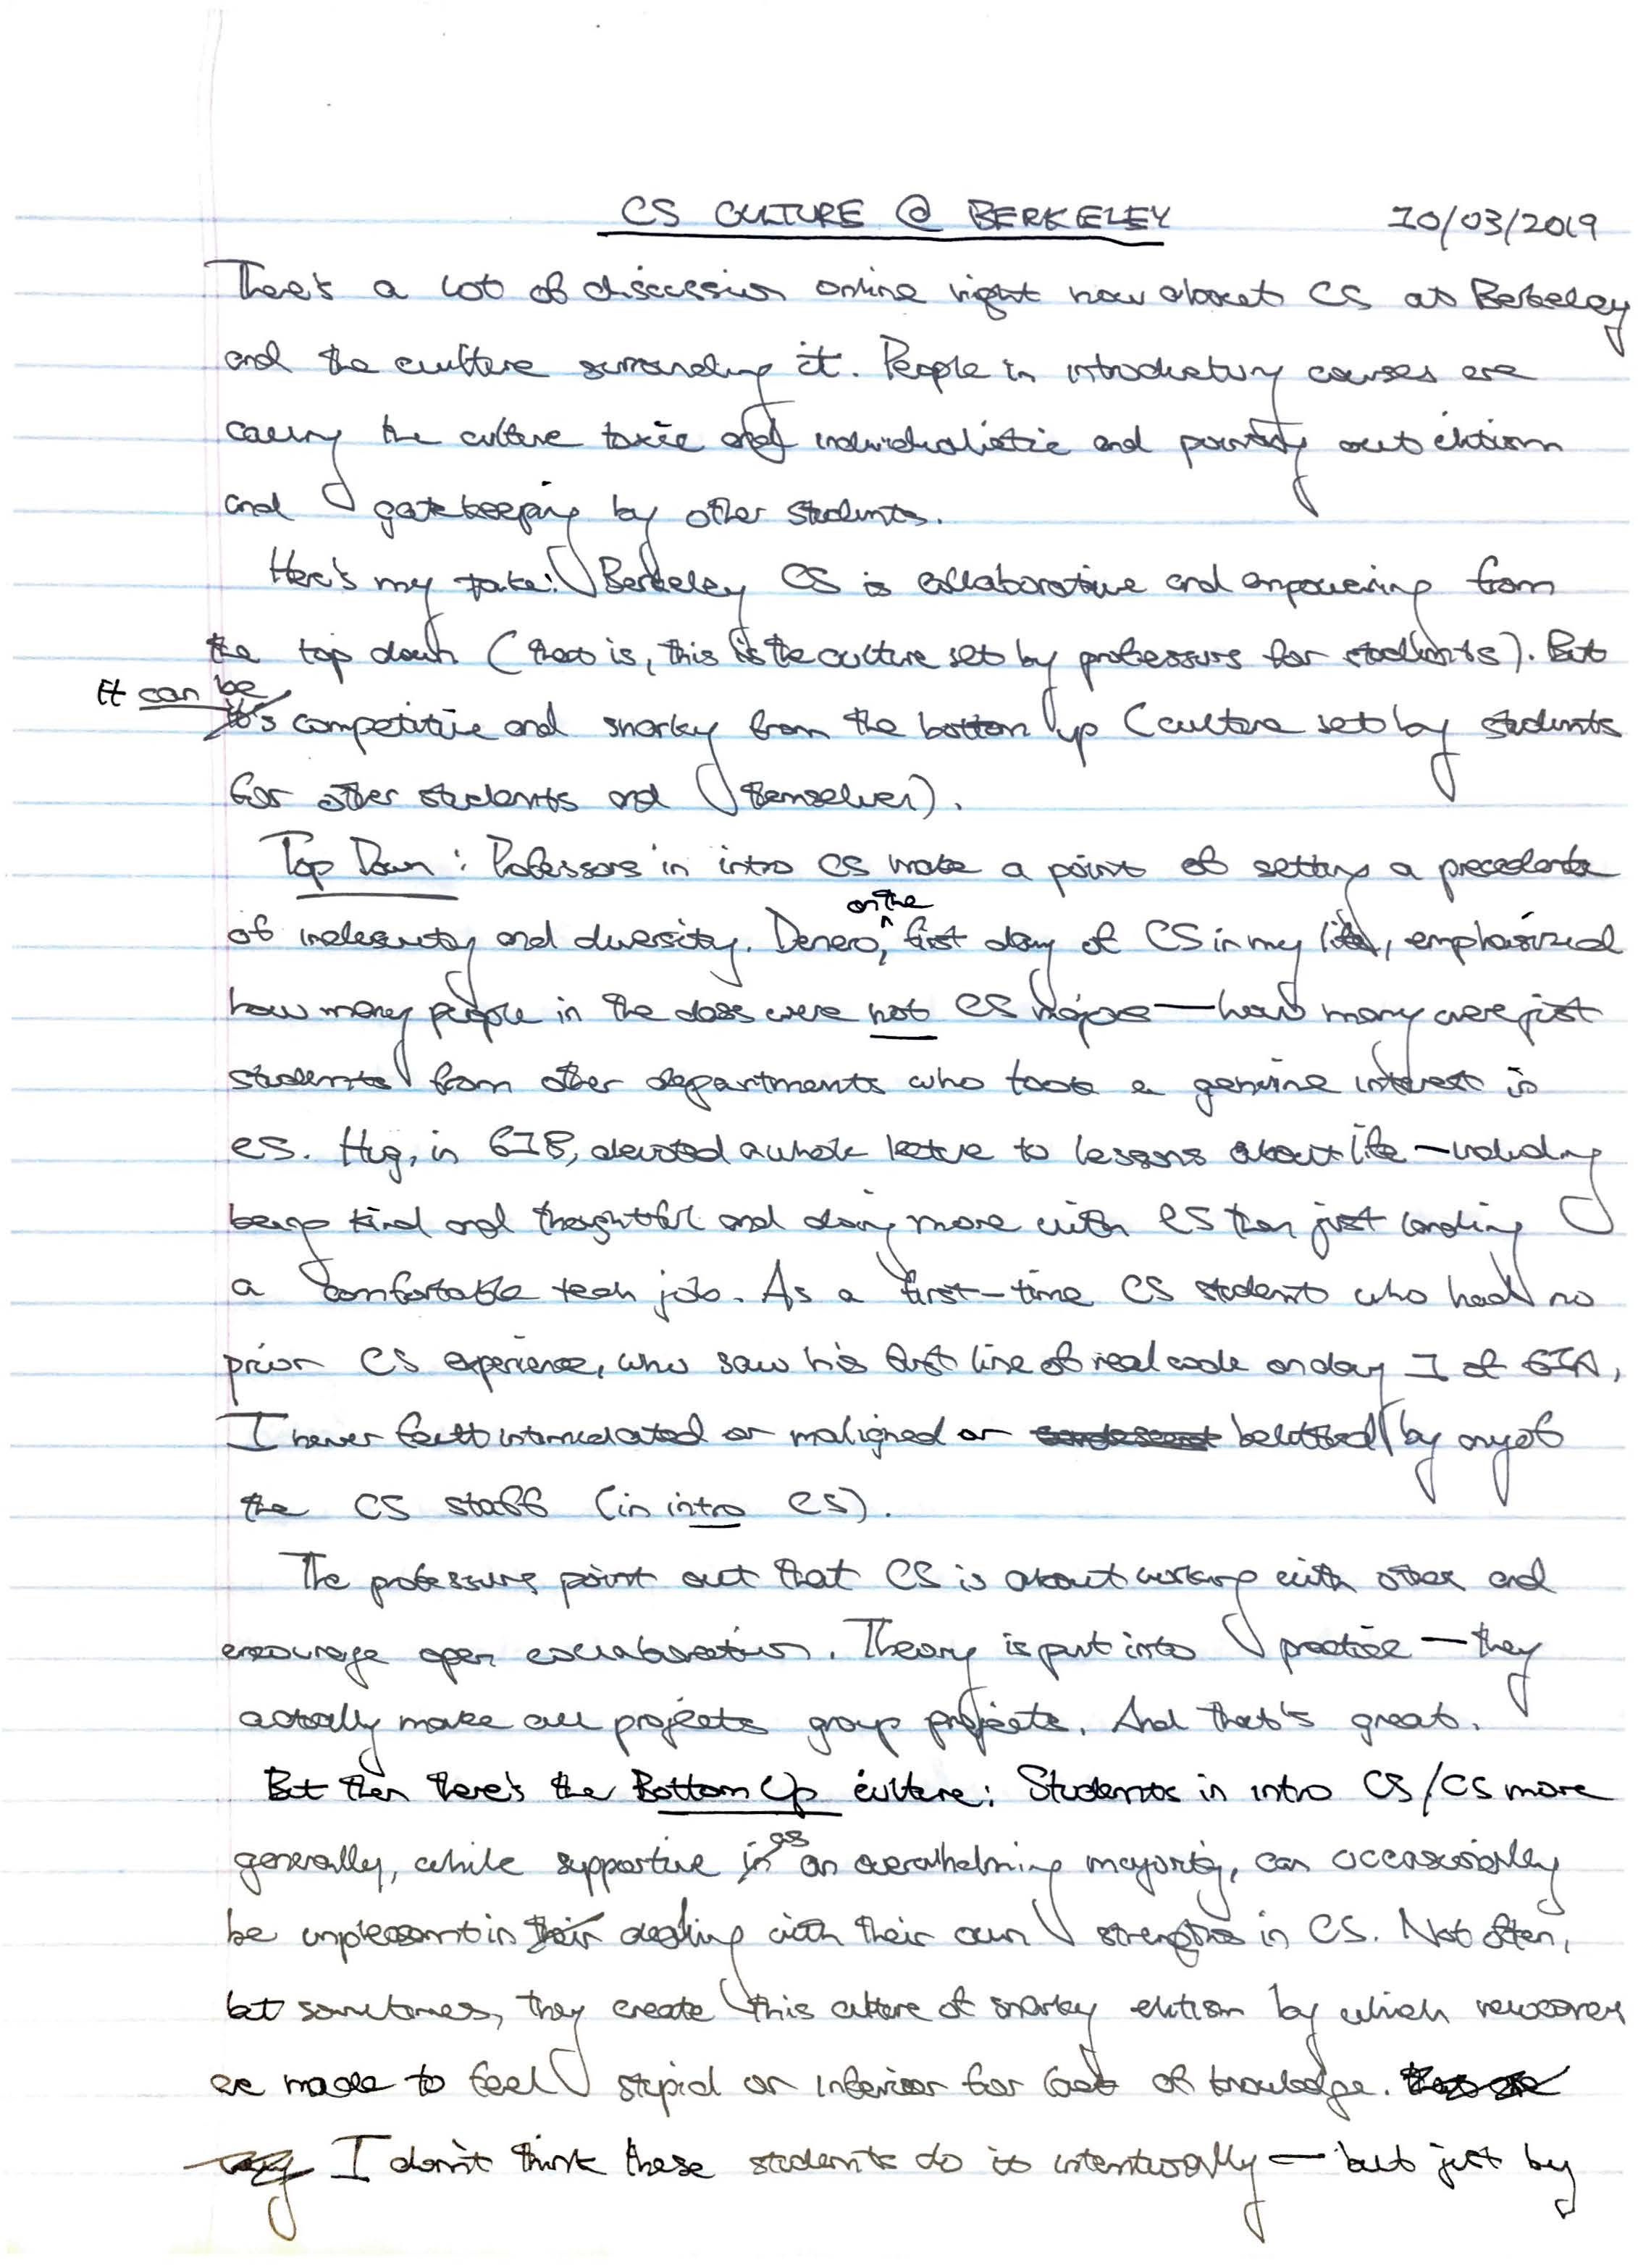 CS CULTURE @ BERKELEY 10/03/2019
There's a lot of discussion online right now about CS at Berkeley
and the culture surrounding it. People in introductory courses are
calling the culture toxic and individualistic and pointing out elitism
and gatekeeping by other students.
Here's my take: Berkeley CS is collaborative and empowering from
the top down (that is, this is the culture set by professors for students). But
It can be
it's competitive and snarky from the bottom up (culture set by students
for other students and themselves).
Top Down: Professors in intro CS make a point of setting a precedent
on the
of inclusivity and diversity. Denero, first day of CS in my life, emphasized
how many people in the class were not CS majors — how many were just
students from other departments who took a genuine interest in
CS. Hug, in 61B, devoted a whole lecture to lessons about life — including
being kind and thoughtful and doing more with CS than just landing
a comfortable tech job. As a first-time CS student who had no
prior CS experience, who saw his first line of real code on day 1 of 61A,
I never felt intimidated or maligned or belittled by any of
the CS staff (in intro CS).
The professors point out that CS is about working with other and
encourage open collaboration. Theory is put into practice — they
actually make all projects group projects. And that's great.
But then there's the Bottom Up culture: Students in intro CS/CS more
as
generally, while supportive in an overwhelming majority, can occasionally
be unpleasant in their dealing with their own strengths in CS. Not often,
but sometimes, they create this culture of snarky elitism by which newcomers
are made to feel stupid or inferior for lack of knowledge.
I don't think these students do it intentionally — but just by